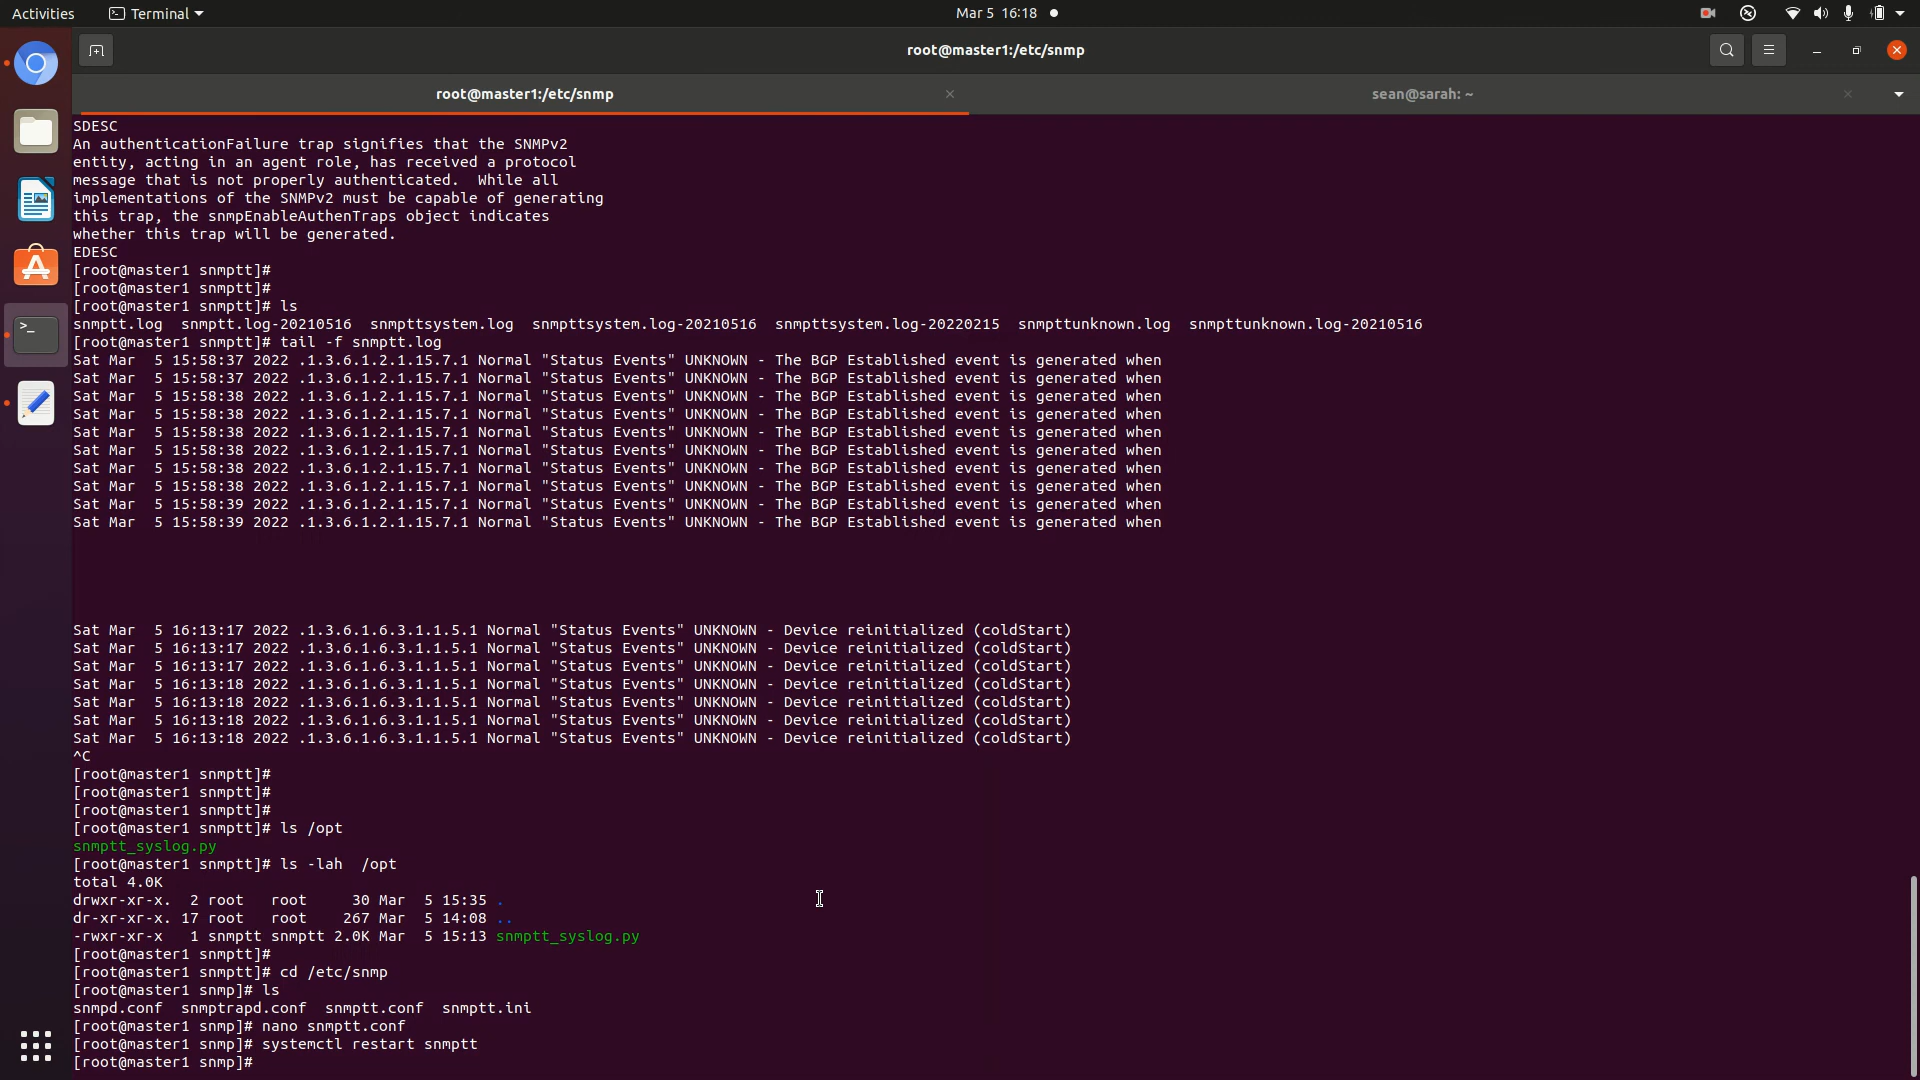 Activities
Terminal
Mar 5 16:18
root@master1:/etc/snmp
root@master1:/etc/snmp
sean@sarah: ~
SDESC
An authenticationFailure trap signifies that the SNMPv2
entity, acting in an agent role, has received a protocol
message that is not properly authenticated.  While all
implementations of the SNMPv2 must be capable of generating
this trap, the snmpEnableAuthenTraps object indicates
whether this trap will be generated.
EDESC
[root@master1 snmptt]#
[root@master1 snmptt]#
[root@master1 snmptt]# ls
snmptt.log  snmptt.log-20210516  snmpttsystem.log  snmpttsystem.log-20210516  snmpttsystem.log-20220215  snmpttunknown.log  snmpttunknown.log-20210516
[root@master1 snmptt]# tail -f snmptt.log
Sat Mar  5 15:58:37 2022 .1.3.6.1.2.1.15.7.1 Normal "Status Events" UNKNOWN - The BGP Established event is generated when
Sat Mar  5 15:58:37 2022 .1.3.6.1.2.1.15.7.1 Normal "Status Events" UNKNOWN - The BGP Established event is generated when
Sat Mar  5 15:58:38 2022 .1.3.6.1.2.1.15.7.1 Normal "Status Events" UNKNOWN - The BGP Established event is generated when
Sat Mar  5 15:58:38 2022 .1.3.6.1.2.1.15.7.1 Normal "Status Events" UNKNOWN - The BGP Established event is generated when
Sat Mar  5 15:58:38 2022 .1.3.6.1.2.1.15.7.1 Normal "Status Events" UNKNOWN - The BGP Established event is generated when
Sat Mar  5 15:58:38 2022 .1.3.6.1.2.1.15.7.1 Normal "Status Events" UNKNOWN - The BGP Established event is generated when
Sat Mar  5 15:58:38 2022 .1.3.6.1.2.1.15.7.1 Normal "Status Events" UNKNOWN - The BGP Established event is generated when
Sat Mar  5 15:58:38 2022 .1.3.6.1.2.1.15.7.1 Normal "Status Events" UNKNOWN - The BGP Established event is generated when
Sat Mar  5 15:58:39 2022 .1.3.6.1.2.1.15.7.1 Normal "Status Events" UNKNOWN - The BGP Established event is generated when
Sat Mar  5 15:58:39 2022 .1.3.6.1.2.1.15.7.1 Normal "Status Events" UNKNOWN - The BGP Established event is generated when
Sat Mar  5 16:13:17 2022 .1.3.6.1.6.3.1.1.5.1 Normal "Status Events" UNKNOWN - Device reinitialized (coldStart)
Sat Mar  5 16:13:17 2022 .1.3.6.1.6.3.1.1.5.1 Normal "Status Events" UNKNOWN - Device reinitialized (coldStart)
Sat Mar  5 16:13:17 2022 .1.3.6.1.6.3.1.1.5.1 Normal "Status Events" UNKNOWN - Device reinitialized (coldStart)
Sat Mar  5 16:13:18 2022 .1.3.6.1.6.3.1.1.5.1 Normal "Status Events" UNKNOWN - Device reinitialized (coldStart)
Sat Mar  5 16:13:18 2022 .1.3.6.1.6.3.1.1.5.1 Normal "Status Events" UNKNOWN - Device reinitialized (coldStart)
Sat Mar  5 16:13:18 2022 .1.3.6.1.6.3.1.1.5.1 Normal "Status Events" UNKNOWN - Device reinitialized (coldStart)
Sat Mar  5 16:13:18 2022 .1.3.6.1.6.3.1.1.5.1 Normal "Status Events" UNKNOWN - Device reinitialized (coldStart)
^C
[root@master1 snmptt]#
[root@master1 snmptt]#
[root@master1 snmptt]#
[root@master1 snmptt]# ls /opt
snmptt_syslog.py
[root@master1 snmptt]# ls -lah  /opt
total 4.0K
drwxr-xr-x.  2 root   root     30 Mar  5 15:35 .
dr-xr-xr-x. 17 root   root    267 Mar  5 14:08 ..
-rwxr-xr-x   1 snmptt snmptt 2.0K Mar  5 15:13 snmptt_syslog.py
[root@master1 snmptt]#
[root@master1 snmptt]# cd /etc/snmp
[root@master1 snmp]# ls
snmpd.conf  snmptrapd.conf  snmptt.conf  snmptt.ini
[root@master1 snmp]# nano snmptt.conf
[root@master1 snmp]# systemctl restart snmptt
[root@master1 snmp]#